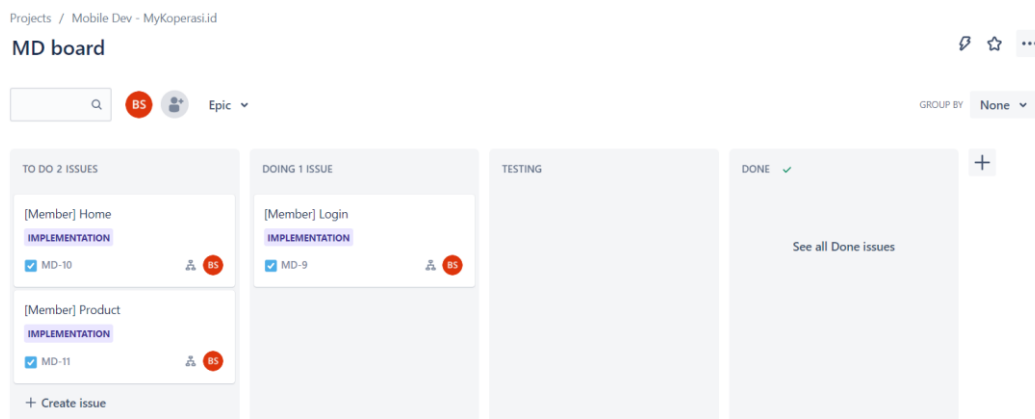 Projects / Mobile Dev - MyKoperasi.id
MD board
BS
Epic
GROUP BY None
TO DO 2 ISSUES
[Member] Home
IMPLEMENTATION
MD-10
BS
[Member] Product
IMPLEMENTATION
MD-11
BS
+ Create issue
DOING 1 ISSUE
[Member] Login
IMPLEMENTATION
MD-9
BS
TESTING
DONE
See all Done issues